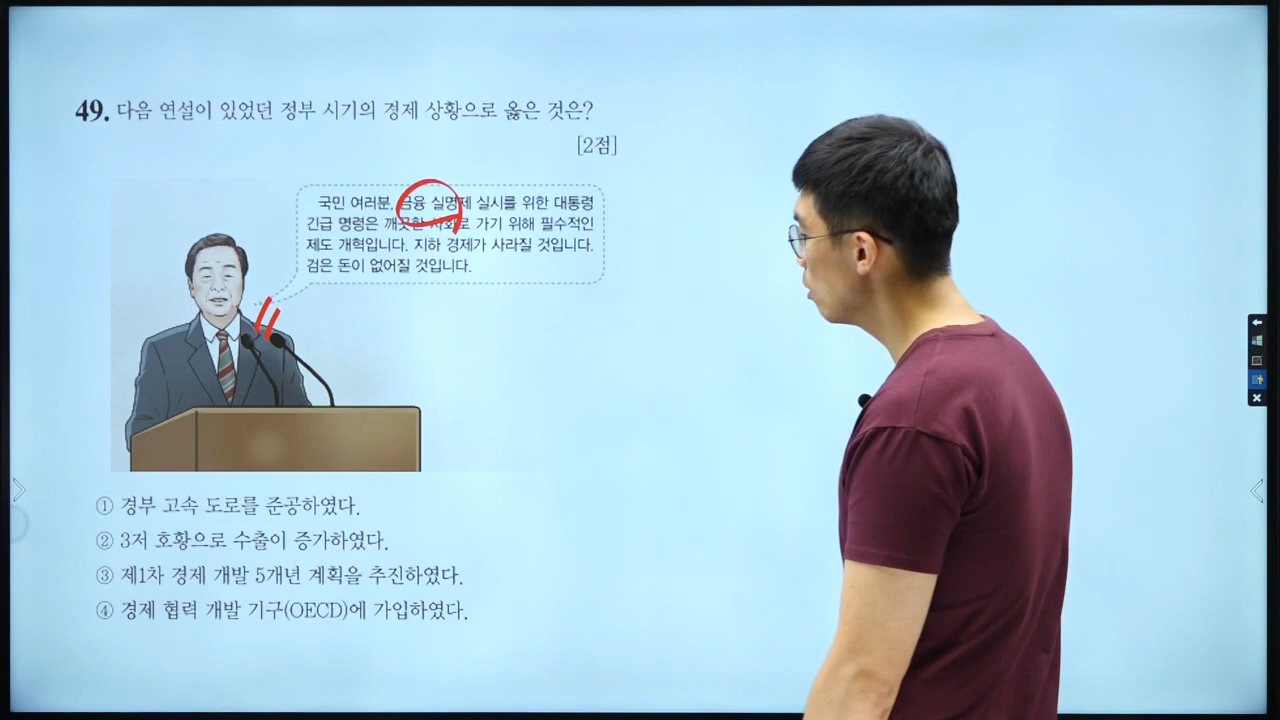 49. 다음 연설이 있었던 정부 시기의 경제 상황으로 옳은 것은?
[2점]
국민 여러분, 금융 실명제 실시를 위한 대통령
긴급 명령은 깨끗한 사회로 가기 위해 필수적인
제도 개혁입니다. 지하 경제가 사라질 것입니다.
검은 돈이 없어질 것입니다.
① 경부 고속 도로를 준공하였다.
② 3저 호황으로 수출이 증가하였다.
③ 제1차 경제 개발 5개년 계획을 추진하였다.
④ 경제 협력 개발 기구(OECD)에 가입하였다.